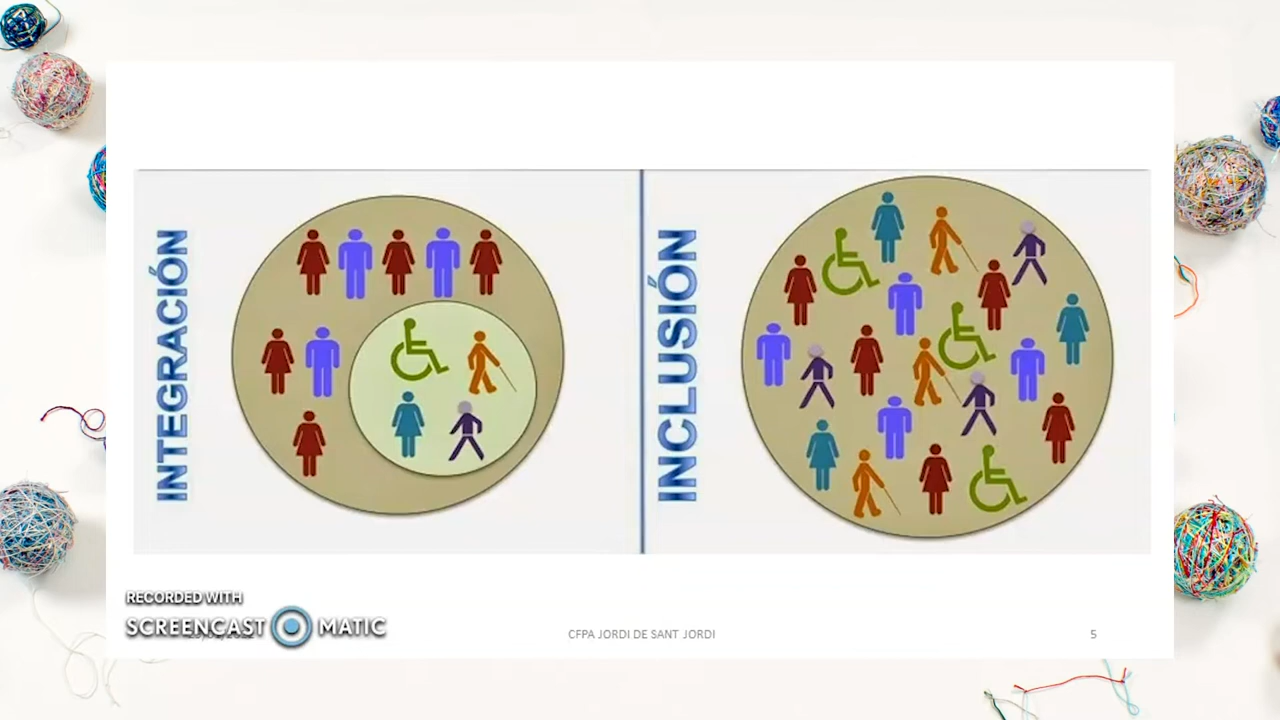 INTEGRACIÓN
INCLUSIÓN
RECORDED WITH
SCREENCAST MATIC
CFPA JORDI DE SANT JORDI
5